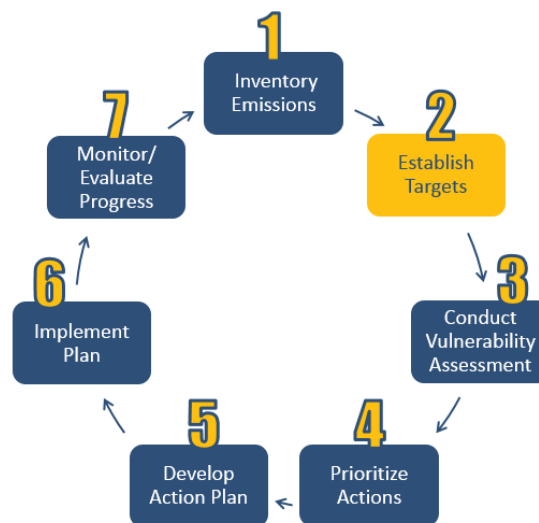 1
Inventory
Emissions
2
Establish
Targets
3
Conduct
Vulnerability
Assessment
4
Prioritize
Actions
5
Develop
Action Plan
6
Implement
Plan
7
Monitor/
Evaluate
Progress